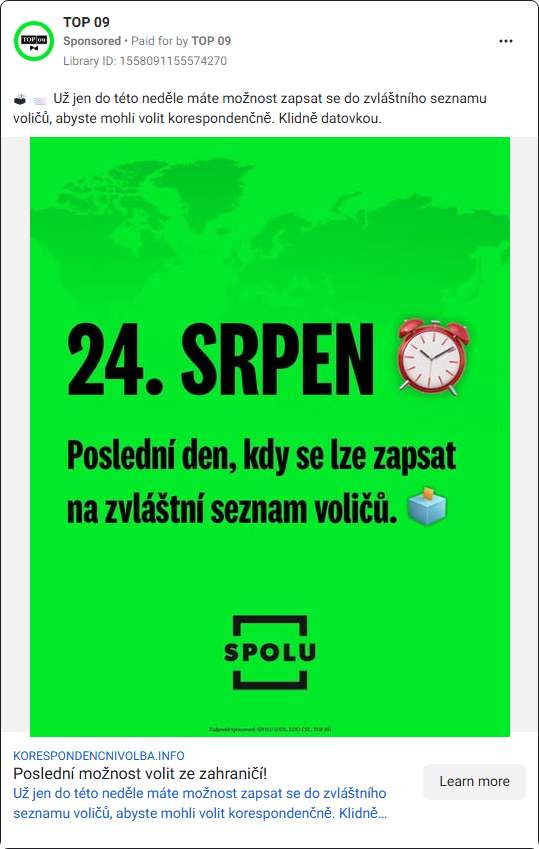 TOP 09
TOP 09
Sponsored • Paid for by TOP 09
Library ID: 1558091155574270
Už jen do této neděle máte možnost zapsat se do zvláštního seznamu
voličů, abyste mohli volit korespondenčně. Klidně datovkou.
24. SRPEN
Poslední den, kdy se lze zapsat
na zvláštní seznam voličů.
SPOLU
KORESPONDENCNIVOLBA.INFO
Poslední možnost volit ze zahraničí!
Learn more
Už jen do této neděle máte možnost zapsat se do zvláštního
seznamu voličů, abyste mohli volit korespondenčně. Klidně...